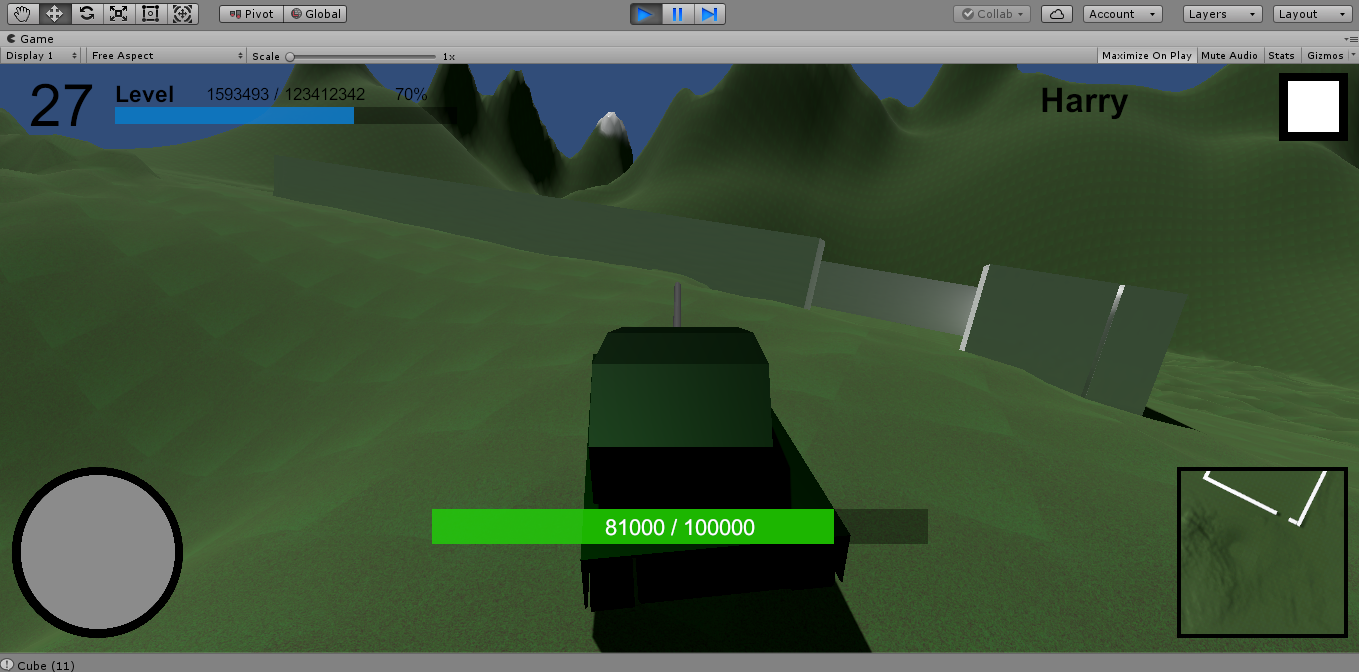 Pivot Global Collab Account Layers Layout
Game
Display 1 Free Aspect Scale 1x Maximize On Play Mute Audio Stats Gizmos
27 Level 1593493 / 123412342 70% Harry
81000 / 100000
Cube (11)